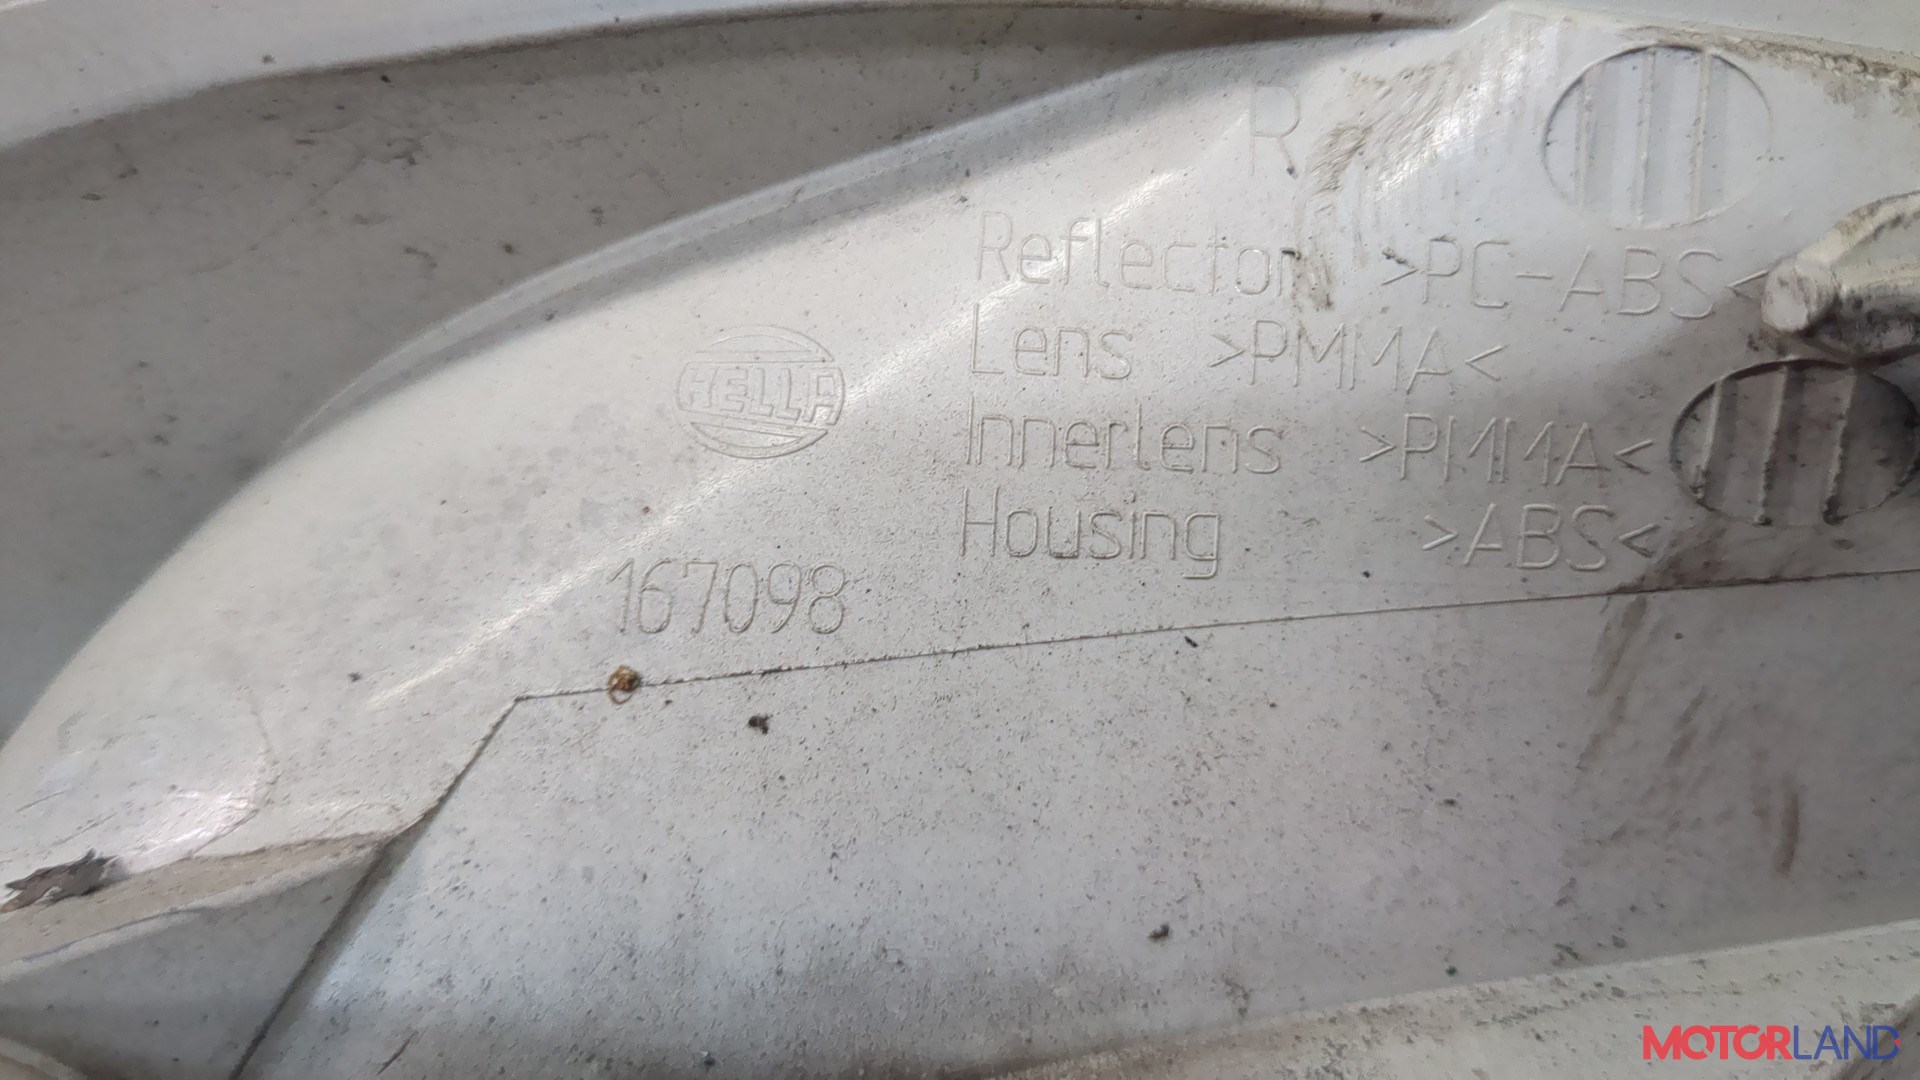 R
Reflector >PC-ABS<
Lens >PMMA<
HELLA
Innerlens >PMMA<
Housing >ABS<
167098
MOTORLAND